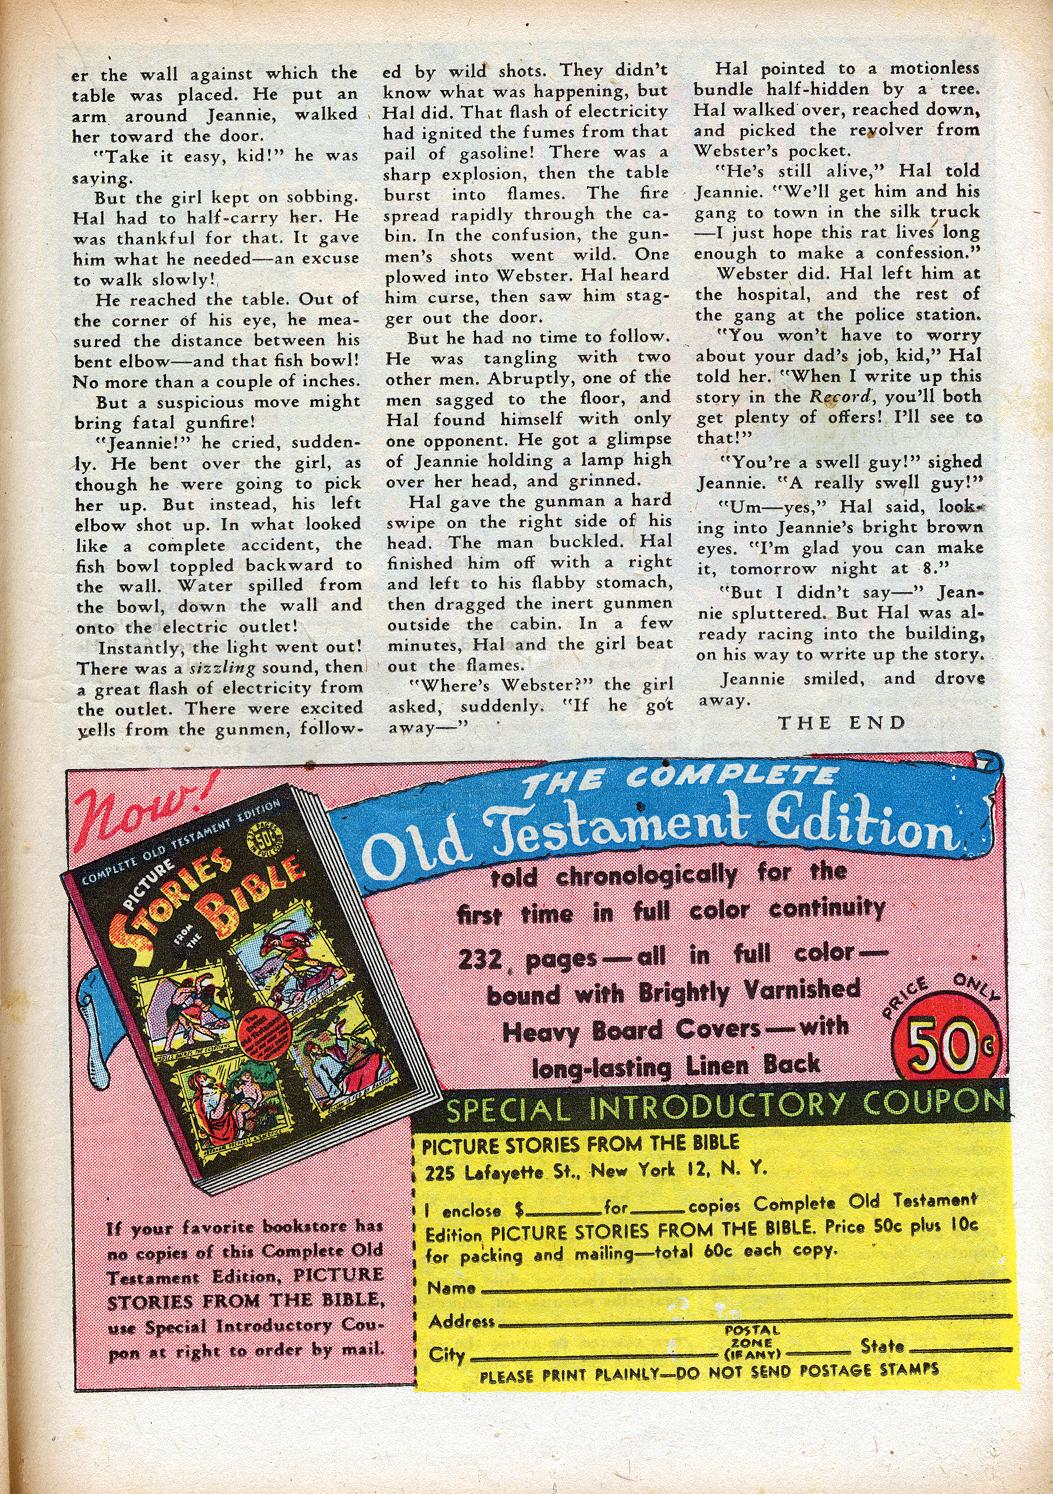 er the wall against which the
table was placed. He put an
arm around Jeannie, walked
her toward the door.
"Take it easy, kid!" he was
saying.
But the girl kept on sobbing.
Hal had to half-carry her. He
was thankful for that. It gave
him what he needed—an excuse
to walk slowly!
He reached the table. Out of
the corner of his eye, he mea-
sured the distance between his
bent elbow—and that fish bowl!
No more than a couple of inches.
But a suspicious move might
bring fatal gunfire!
"Jeannie!" he cried, sudden-
ly. He bent over the girl, as
though he were going to pick
her up. But instead, his left
elbow shot up. In what looked
like a complete accident, the
fish bowl toppled backward to
the wall. Water spilled from
the bowl, down the wall and
onto the electric outlet!
Instantly, the light went out!
There was a sizzling sound, then
a great flash of electricity from
the outlet. There were excited
yells from the gunmen, follow-
ed by wild shots. They didn't
know what was happening, but
Hal did. That flash of electricity
had ignited the fumes from that
pail of gasoline! There was a
sharp explosion, then the table
burst into flames. The fire
spread rapidly through the ca-
bin. In the confusion, the gun-
men's shots went wild. One
plowed into Webster. Hal heard
him curse, then saw him stag-
ger out the door.
But he had no time to follow.
He was tangling with two
other men. Abruptly, one of the
men sagged to the floor, and
Hal found himself with only
one opponent. He got a glimpse
of Jeannie holding a lamp high
over her head, and grinned.
Hal gave the gunman a hard
swipe on the right side of his
head. The man buckled. Hal
finished him off with a right
and left to his flabby stomach,
then dragged the inert gunmen
outside the cabin. In a few
minutes, Hal and the girl beat
out the flames.
"Where's Webster?" the girl
asked, suddenly. "If he got
away—"
Hal pointed to a motionless
bundle half-hidden by a tree.
Hal walked over, reached down,
and picked the revolver from
Webster's pocket.
"He's still alive," Hal told
Jeannie. "We'll get him and his
gang to town in the silk truck
—I just hope this rat lives long
enough to make a confession."
Webster did. Hal left him at
the hospital, and the rest of
the gang at the police station.
"You won't have to worry
about your dad's job, kid," Hal
told her. "When I write up this
story in the Record, you'll both
get plenty of offers! I'll see to
that!"
"You're a swell guy!" sighed
Jeannie. "A really swell guy!"
"Um—yes," Hal said, look-
ing into Jeannie's bright brown
eyes. "I'm glad you can make
it, tomorrow night at 8."
"But I didn't say—" Jean-
nie spluttered. But Hal was al-
ready racing into the building,
on his way to write up the story.
Jeannie smiled, and drove
away.
THE END
Now!
COMPLETE OLD TESTAMENT EDITION
PICTURE
STORIES
FROM THE
BIBLE
50¢
THE COMPLETE
Old Testament Edition
told chronologically for the
first time in full color continuity
232 pages—all in full color—
bound with Brightly Varnished
Heavy Board Covers—with
long-lasting Linen Back
PRICE ONLY
50¢
If your favorite bookstore has
no copies of this Complete Old
Testament Edition, PICTURE
STORIES FROM THE BIBLE,
use Special Introductory Cou-
pon at right to order by mail.
SPECIAL INTRODUCTORY COUPON
PICTURE STORIES FROM THE BIBLE
225 Lafayette St., New York 12, N. Y.
I enclose $________for_____copies Complete Old Testament
Edition PICTURE STORIES FROM THE BIBLE. Price 50c plus 10c
for packing and mailing—total 60c each copy.
Name
Address
City POSTAL ZONE (IF ANY) State
PLEASE PRINT PLAINLY—DO NOT SEND POSTAGE STAMPS